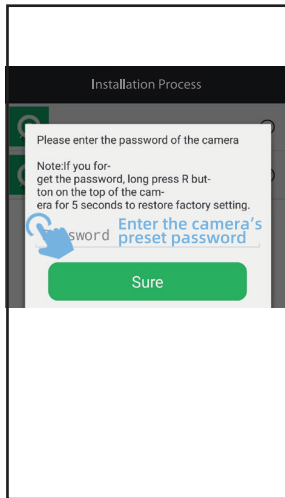 Installation Process
Please enter the password of the camera
Note:If you for-
get the password, long press R but-
ton on the top of the cam-
era for 5 seconds to restore factory setting.
Enter the camera's
sword preset password
Sure